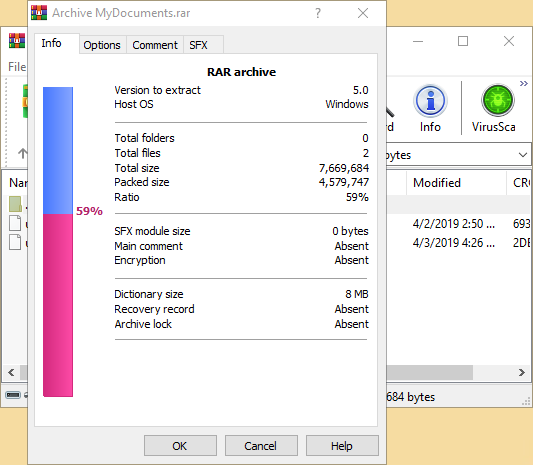 Archive MyDocuments.rar
Info Options Comment SFX
RAR archive
Version to extract 5.0
Host OS Windows
Total folders 0
Total files 2
Total size 7,669,684
Packed size 4,579,747
Ratio 59%
59%
SFX module size 0 bytes
Main comment Absent
Encryption Absent
Dictionary size 8 MB
Recovery record Absent
Archive lock Absent
OK Cancel Help
File
Info VirusSca
bytes
Modified CRC
4/2/2019 2:50 ... 693
4/3/2019 4:26 ... 2DE
684 bytes